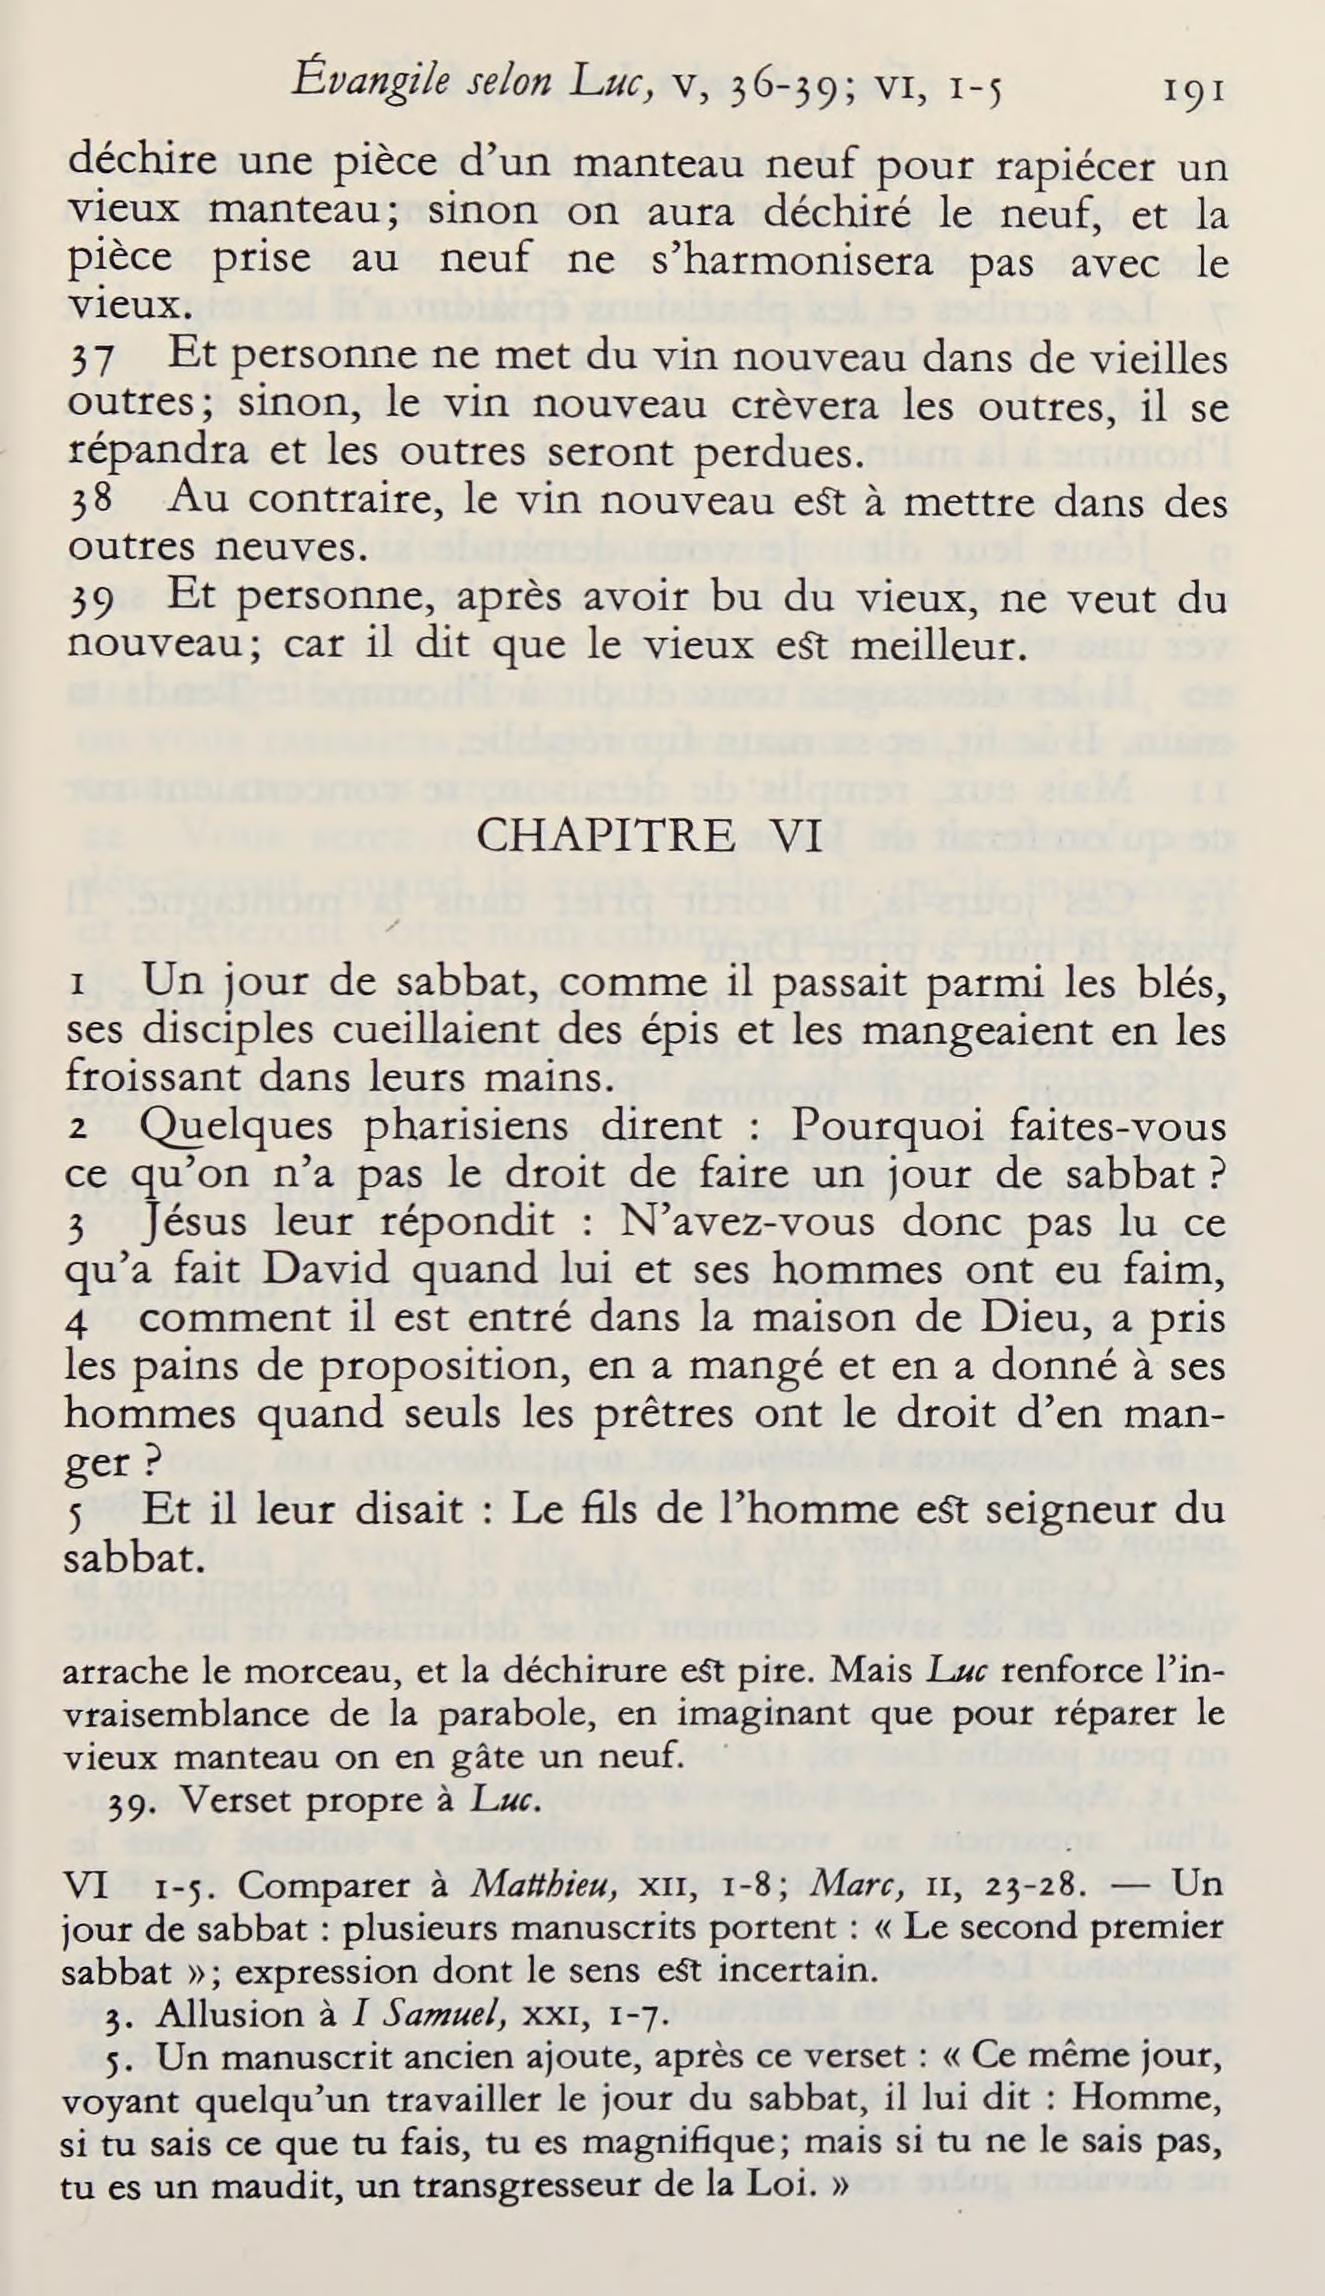 Évangile selon Luc, V, 36-39; VI, 1-5 191
déchire une pièce d'un manteau neuf pour rapiécer un
vieux manteau; sinon on aura déchiré le neuf, et la
pièce prise au neuf ne s'harmonisera pas avec le
vieux.
37 Et personne ne met du vin nouveau dans de vieilles
outres; sinon, le vin nouveau crèvera les outres, il se
répandra et les outres seront perdues.
38 Au contraire, le vin nouveau est à mettre dans des
outres neuves.
39 Et personne, après avoir bu du vieux, ne veut du
nouveau; car il dit que le vieux est meilleur.
CHAPITRE VI
1 Un jour de sabbat, comme il passait parmi les blés,
ses disciples cueillaient des épis et les mangeaient en les
froissant dans leurs mains.
2 Quelques pharisiens dirent : Pourquoi faites-vous
ce qu'on n'a pas le droit de faire un jour de sabbat ?
3 Jésus leur répondit : N'avez-vous donc pas lu ce
qu'a fait David quand lui et ses hommes ont eu faim,
4 comment il est entré dans la maison de Dieu, a pris
les pains de proposition, en a mangé et en a donné à ses
hommes quand seuls les prêtres ont le droit d'en man-
ger ?
5 Et il leur disait : Le fils de l'homme est seigneur du
sabbat.
arrache le morceau, et la déchirure est pire. Mais Luc renforce l'in-
vraisemblance de la parabole, en imaginant que pour réparer le
vieux manteau on en gâte un neuf.
39. Verset propre à Luc.
VI 1-5. Comparer à Matthieu, XII, 1-8; Marc, II, 23-28. — Un
jour de sabbat : plusieurs manuscrits portent : « Le second premier
sabbat »; expression dont le sens est incertain.
3. Allusion à I Samuel, XXI, 1-7.
5. Un manuscrit ancien ajoute, après ce verset : « Ce même jour,
voyant quelqu'un travailler le jour du sabbat, il lui dit : Homme,
si tu sais ce que tu fais, tu es magnifique; mais si tu ne le sais pas,
tu es un maudit, un transgresseur de la Loi. »